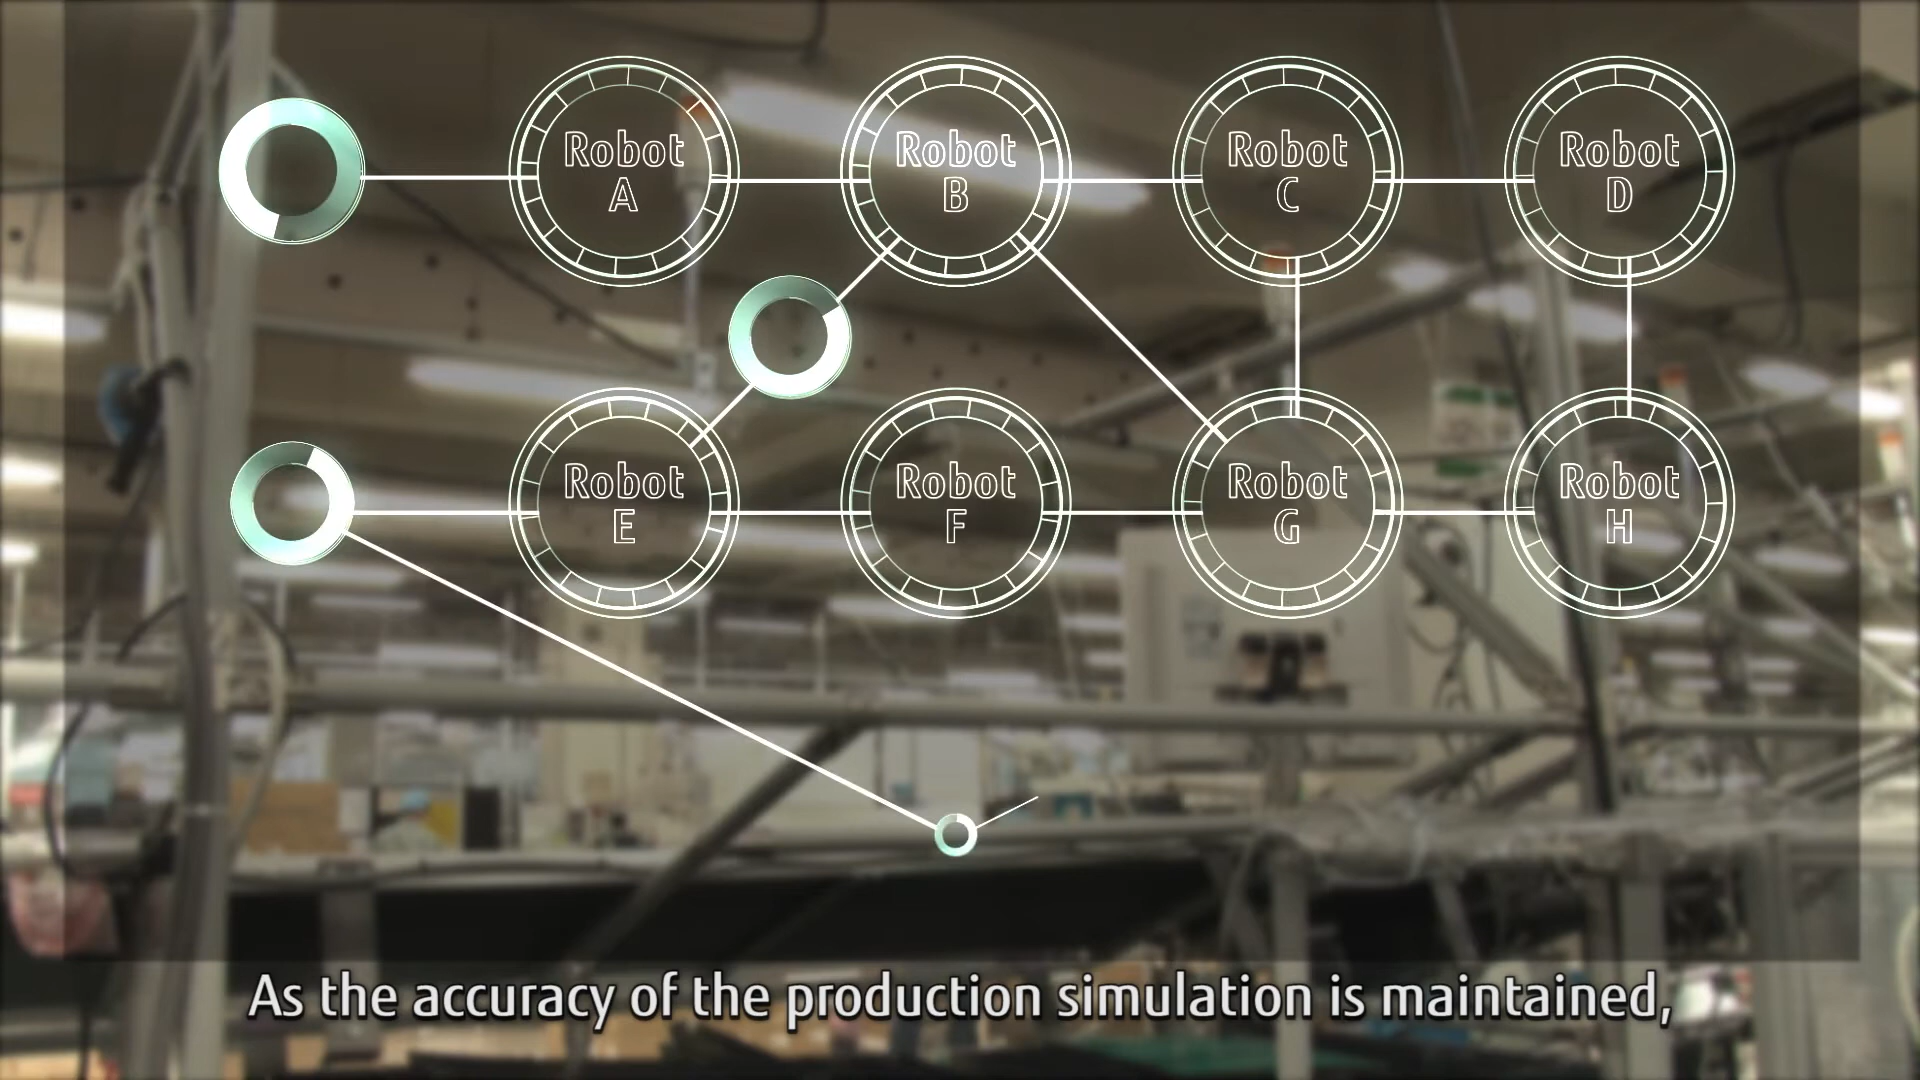 Robot
A
Robot
B
Robot
C
Robot
D
Robot
E
Robot
F
Robot
G
Robot
H
As the accuracy of the production simulation is maintained,